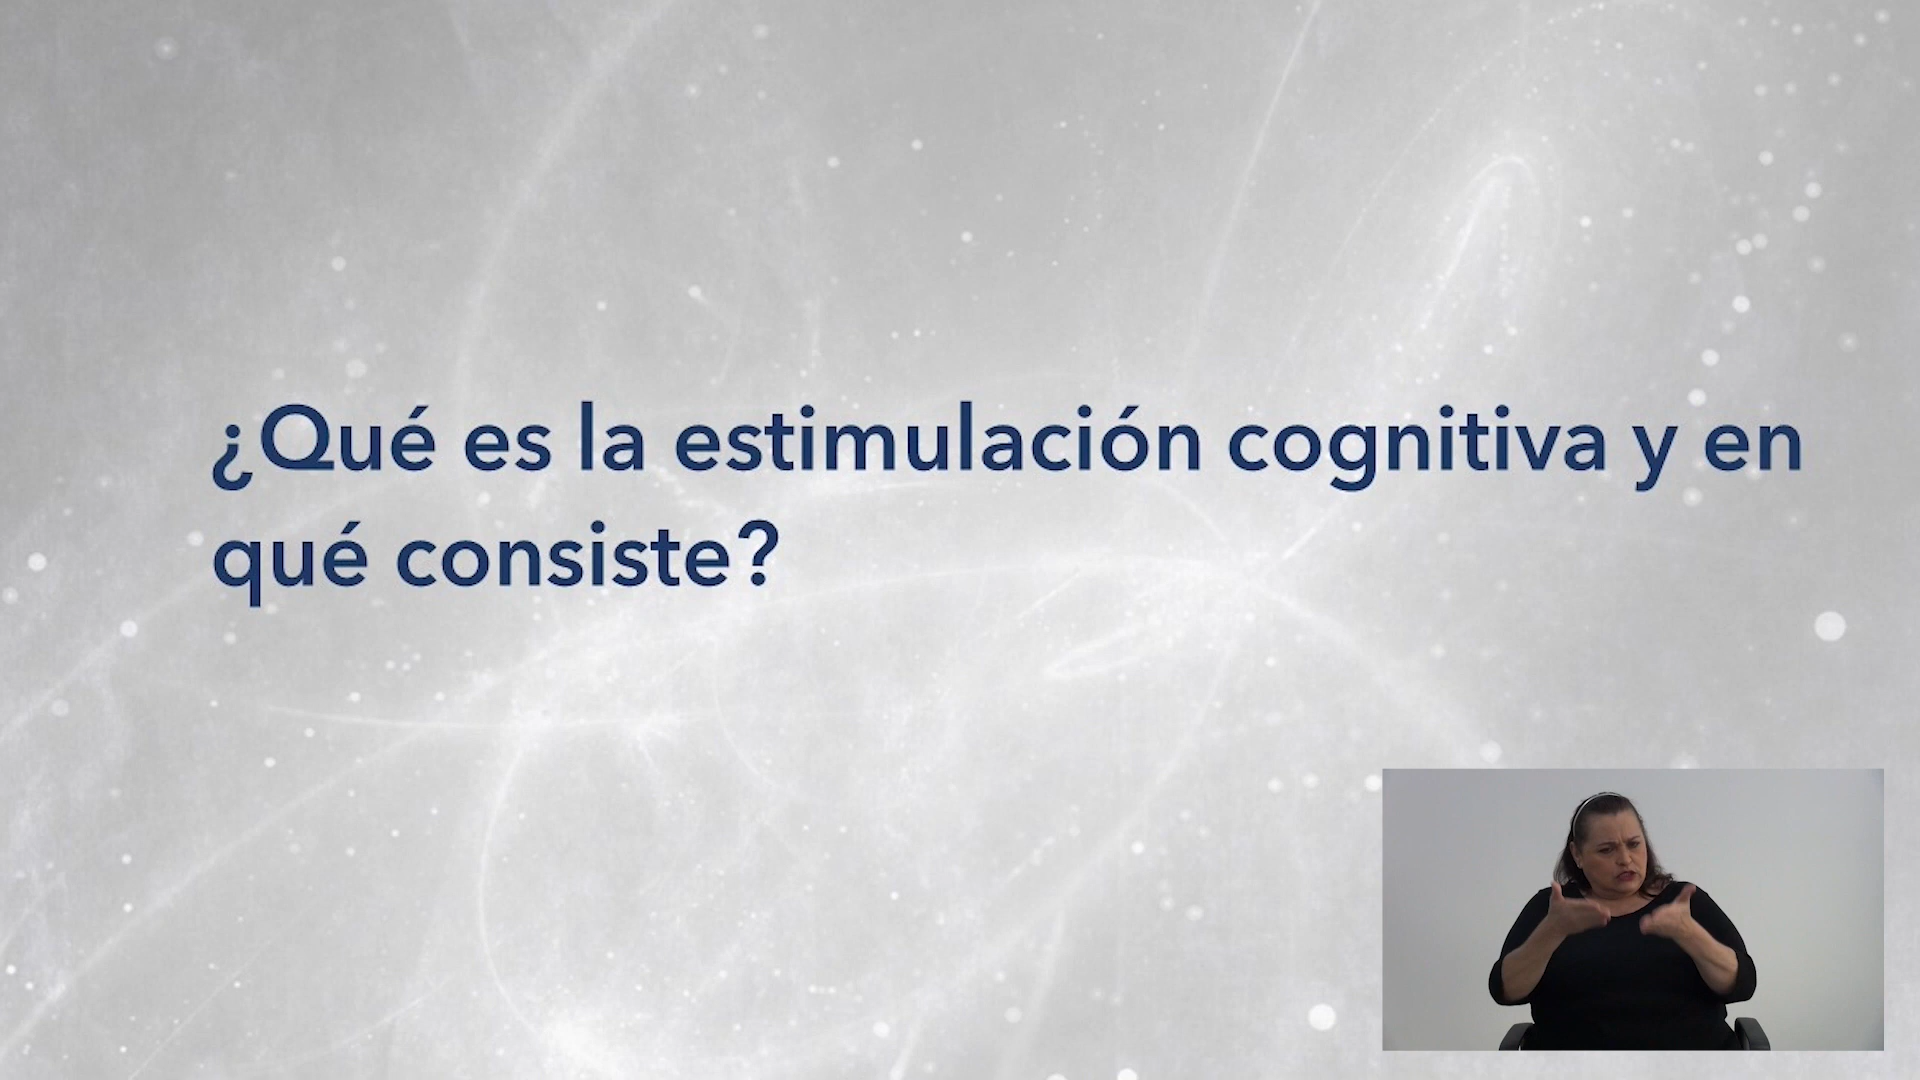 ¿Qué es la estimulación cognitiva y en
qué consiste?